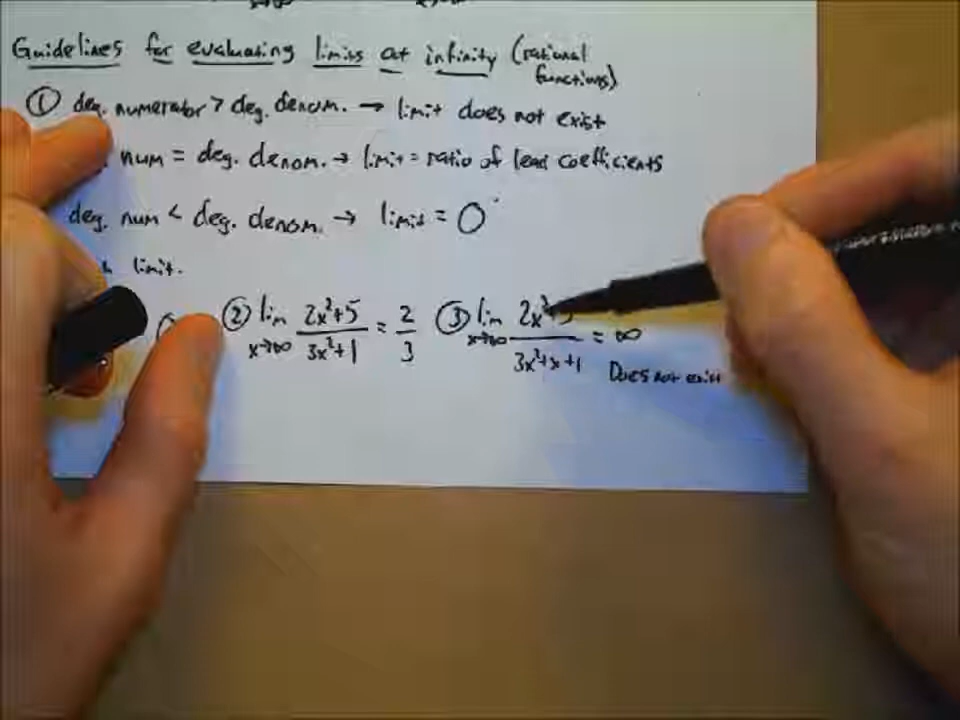 Guidelines for evaluating limits at infinity (rational functions)
① deg. numerator > deg. denom. → limit does not exist
num = deg. denom. → limit = ratio of lead coefficients
deg. num < deg. denom. → limit = 0
limit.
② lim x→∞ 2x²+5 / 3x²+1 = 2/3
③ lim x→∞ 2x³ / 3x²+x+1 = ∞
Does not exist